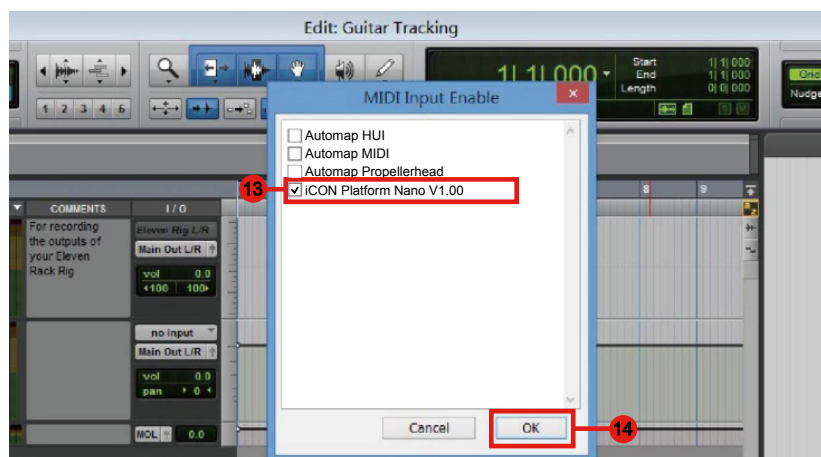 Edit: Guitar Tracking
1| 1| 000
Start 1| 1| 000
End 1| 1| 000
Length 0| 0| 000
Grid
Nudge
1 2 3 4 5
MIDI Input Enable
Automap HUI
Automap MIDI
Automap Propellerhead
13
iCON Platform Nano V1.00
8 9
COMMENTS I / O
For recording
the outputs of
your Eleven
Rack Rig
Eleven Rig L/R
Main Out L/R
vol 0.0
100 100
no input
Main Out L/R
vol 0.0
pan 0
MOL 0.0
Cancel OK
14